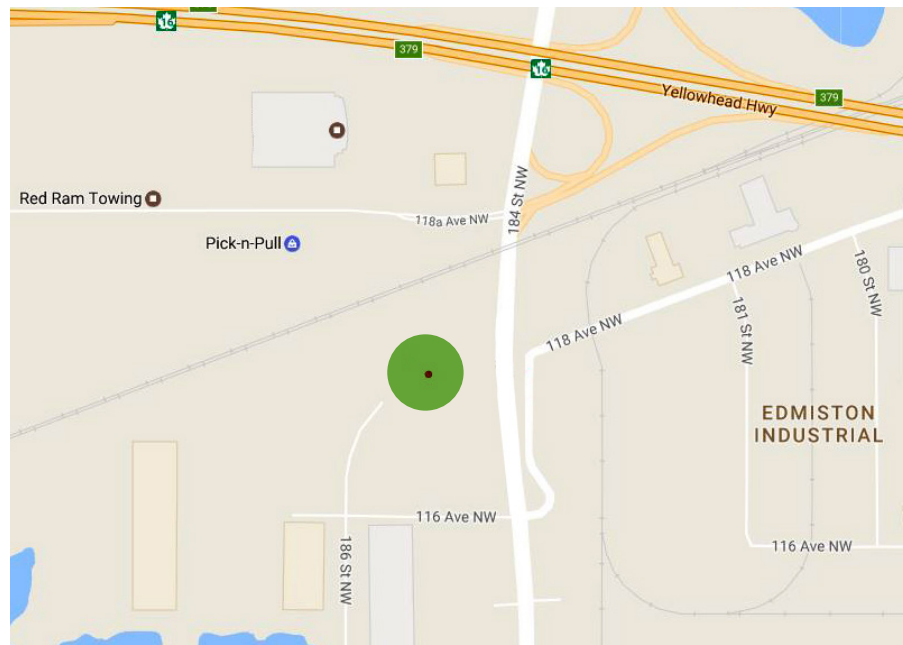 16
379
16
379
Yellowhead Hwy
Red Ram Towing
118a Ave NW
184 St NW
Pick-n-Pull
118 Ave NW
180 St NW
118 Ave NW
181 St NW
EDMISTON
INDUSTRIAL
116 Ave NW
116 Ave NW
186 St NW